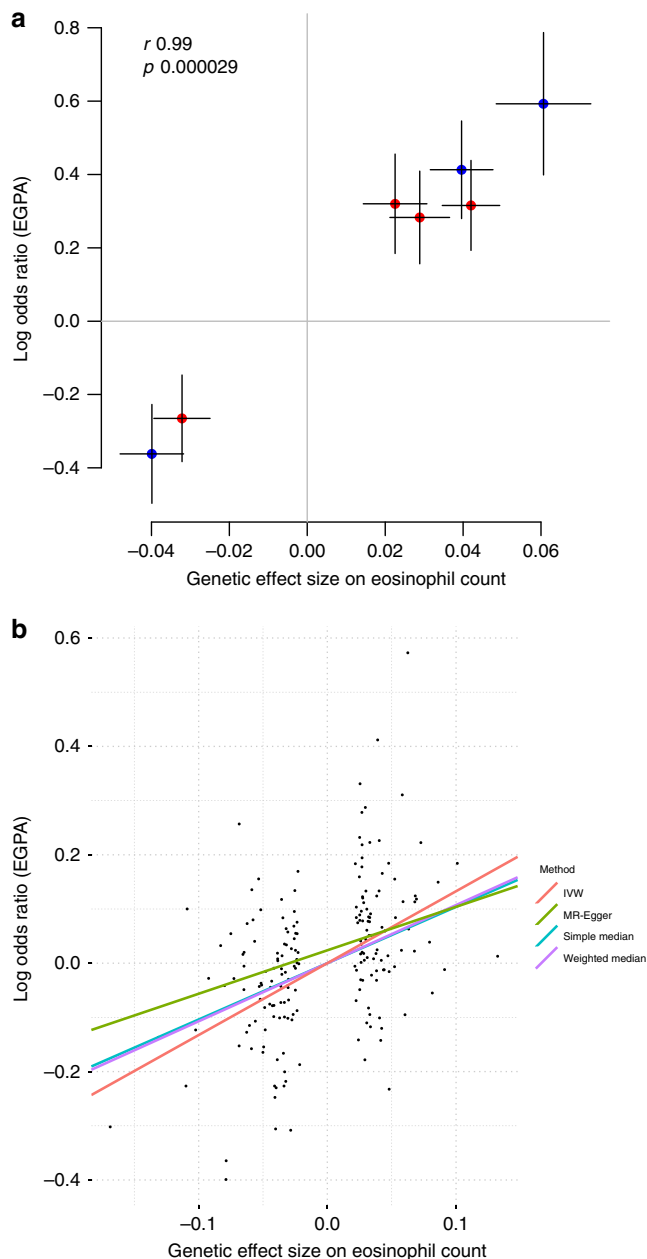 a
r 0.99
p 0.000029
0.8
0.6
0.4
0.2
0.0
−0.2
−0.4
Log odds ratio (EGPA)
−0.04 −0.02 0.00 0.02 0.04 0.06
Genetic effect size on eosinophil count
b
0.6
0.4
0.2
0.0
−0.2
−0.4
Log odds ratio (EGPA)
Method
IVW
MR-Egger
Simple median
Weighted median
−0.1 0.0 0.1
Genetic effect size on eosinophil count